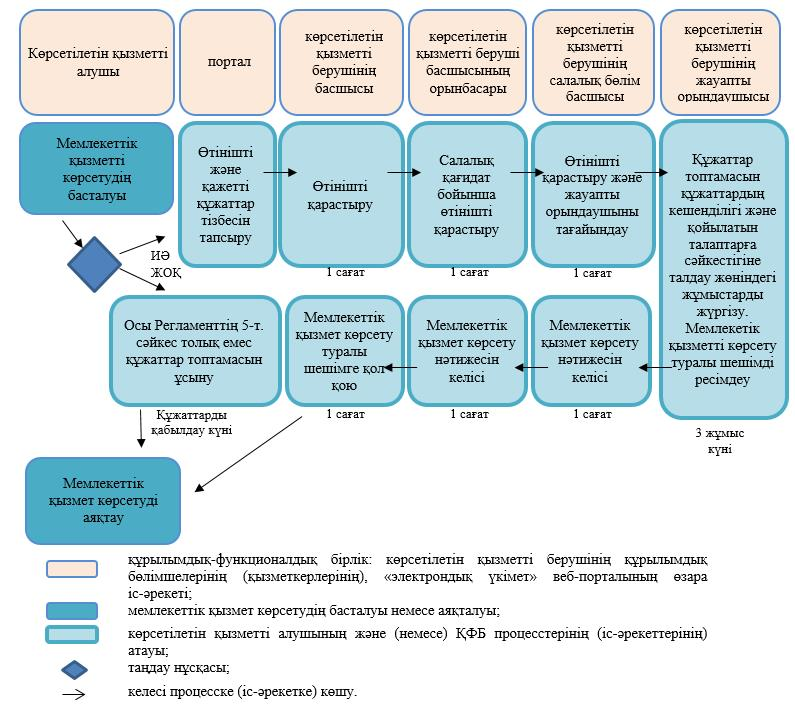 Көрсетілетін қызметті
алушы
портал
көрсетілетін
қызметті
берушінің
басшысы
көрсетілетін
қызметті беруші
басшысының
орынбасары
көрсетілетін
қызметті
берушінің
салалық бөлім
басшысы
көрсетілетін
қызметті
берушінің
жауапты
орындаушысы
Мемлекеттік
қызметті
көрсетудің
басталуы
Өтінішті
және
қажетті
құжаттар
тізбесін
тапсыру
Өтінішті
қарастыру
Салалық
қағидат
бойынша
өтінішті
қарастыру
Өтінішті
қарастыру және
жауапты
орындаушыны
тағайындау
Құжаттар
топтамасын
құжаттардың
кешенділігі және
қойылатын
талаптарға
сәйкестігіне
талдау жөніндегі
жұмыстарды
жүргізу.
Мемлекетік
қызметті көрсету
туралы шешімді
ресімдеу
ИӘ
ЖОҚ
1 сағат
1 сағат
1 сағат
Осы Регламенттің 5-т.
сәйкес толық емес
құжаттар топтамасын
ұсыну
Мемлекеттік
қызмет көрсету
туралы
шешімге қол
қою
Мемлекеттік
қызмет көрсету
нәтижесін
келісі
Мемлекеттік
қызмет көрсету
нәтижесін
келісі
Құжаттарды
қабылдау күні
1 сағат
1 сағат
1 сағат
3 жұмыс
күні
Мемлекеттік
қызмет көрсетуді
аяқтау
құрылымдық-функционалдық бірлік: көрсетілетін қызметті берушінің құрылымдық
бөлімшелерінің (қызметкерлерінің), «электрондық үкімет» веб-порталының өзара
іс-әрекеті;
мемлекеттік қызмет көрсетудің басталуы немесе аяқталуы;
көрсетілетін қызметті алушының және (немесе) ҚФБ процесстерінің (іс-әрекеттерінің)
атауы;
таңдау нұсқасы;
келесі процесске (іс-әрекетке) көшу.